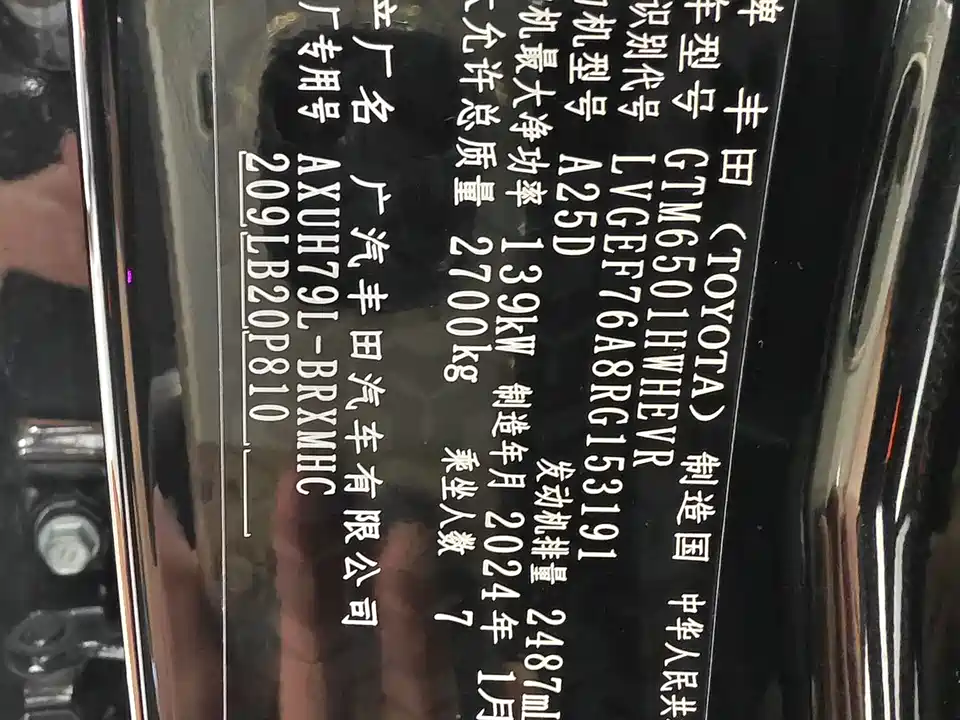 牌 丰田（TOYOTA） 制造国 中华人民共
车型号 GTM6501HWHEVR
识别代号 LVGEF76A8RG153191
机型号 A25D 发动机排量 2487ml
机最大净功率 139kW 制造年月 2024年 1月
大允许总质量 2700kg 乘坐人数 7
产厂名 广汽丰田汽车有限公司
厂专用号 AXUH79L-BRXMHC
209LB20P810